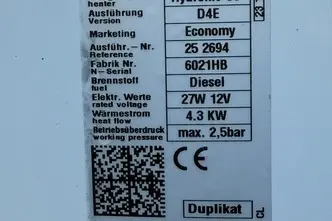 heater
Ausführung D4E
Version
Marketing Economy
Ausführ.- Nr. 25 2694
Reference
Fabrik Nr. 6021HB
N - Serial
Brennstoff Diesel
fuel
Elektr. Werte 27W 12V
rated voltage
Wärmestrom 4.3 KW
heat flow
Betriebsüberdruck max. 2,5bar
working pressure
CE
Duplikat